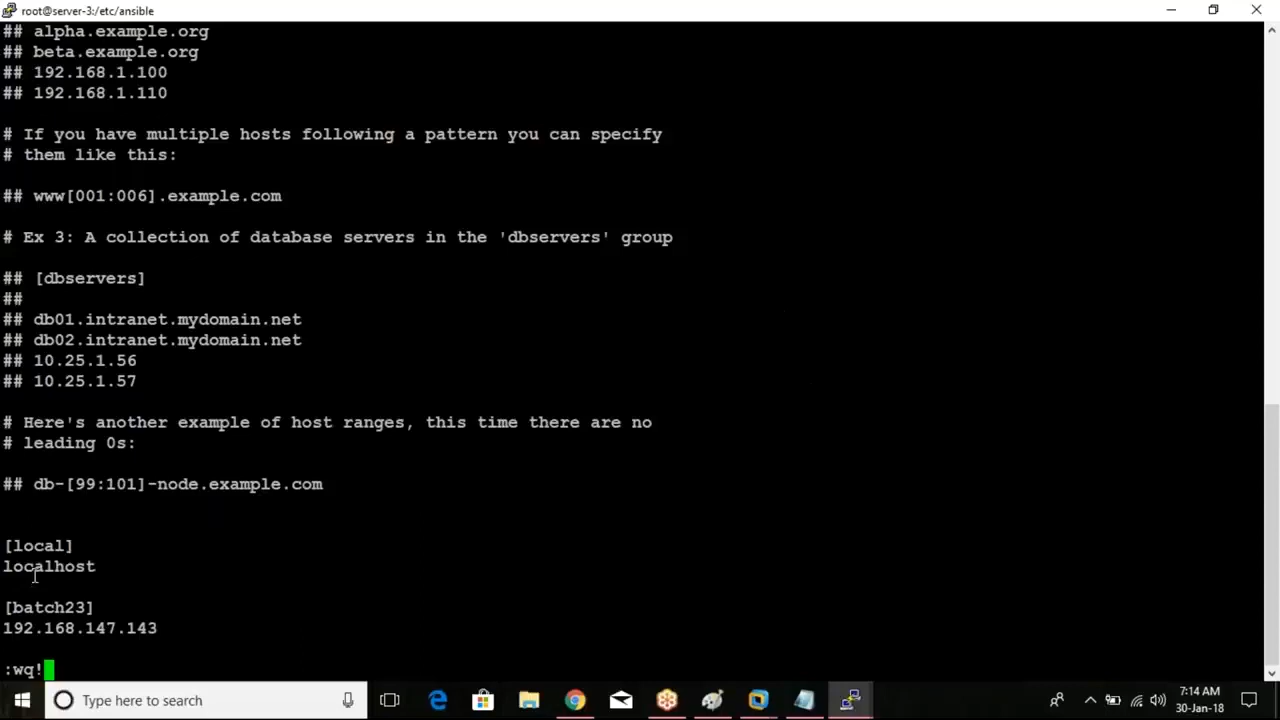 root@server-3:/etc/ansible
## alpha.example.org
## beta.example.org
## 192.168.1.100
## 192.168.1.110
# If you have multiple hosts following a pattern you can specify
# them like this:
## www[001:006].example.com
# Ex 3: A collection of database servers in the 'dbservers' group
## [dbservers]
##
## db01.intranet.mydomain.net
## db02.intranet.mydomain.net
## 10.25.1.56
## 10.25.1.57
# Here's another example of host ranges, this time there are no
# leading 0s:
## db-[99:101]-node.example.com
[local]
localhost
[batch23]
192.168.147.143
:wq!
Type here to search
7:14 AM
30-Jan-18